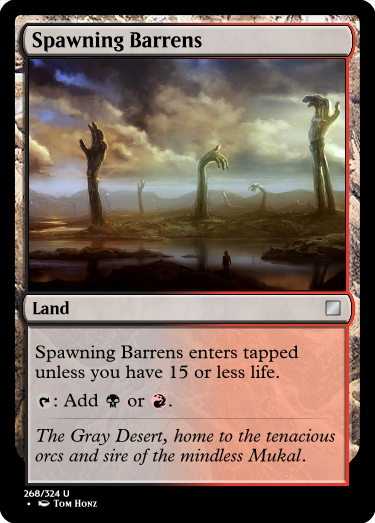 Spawning Barrens
Land
Spawning Barrens enters tapped
unless you have 15 or less life.
: Add or .
The Gray Desert, home to the tenacious
orcs and sire of the mindless Mukal.
268/324 U
• Tom Honz